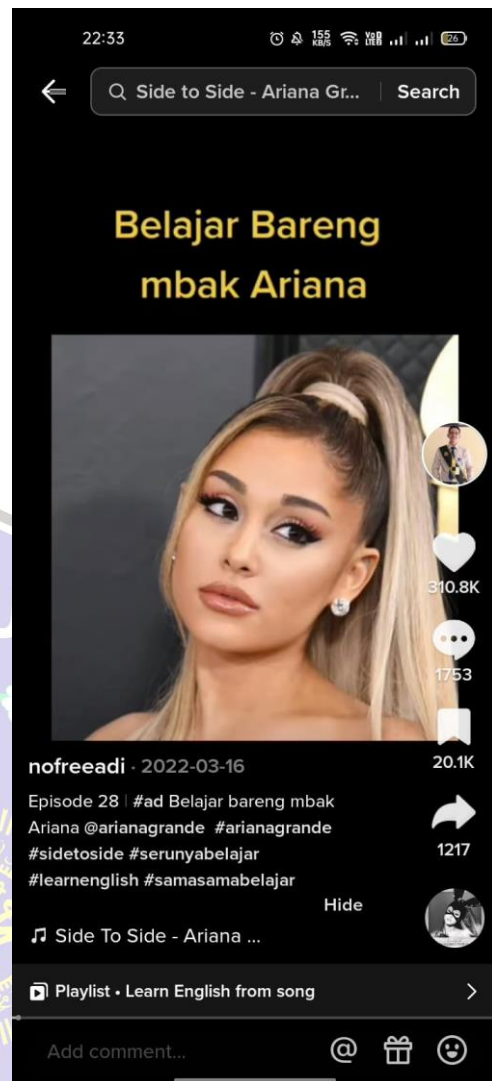 22:33
155
KB/S
Vo))
LTE1
26
Side to Side - Ariana Gr...
Search
Belajar Bareng
mbak Ariana
310.8K
1753
20.1K
1217
nofreeadi · 2022-03-16
Episode 28 | #ad Belajar bareng mbak
Ariana @arianagrande #arianagrande
#sidetoside #serunyabelajar
#learnenglish #samasamabelajar
Hide
Side To Side - Ariana ...
Playlist • Learn English from song
Add comment...